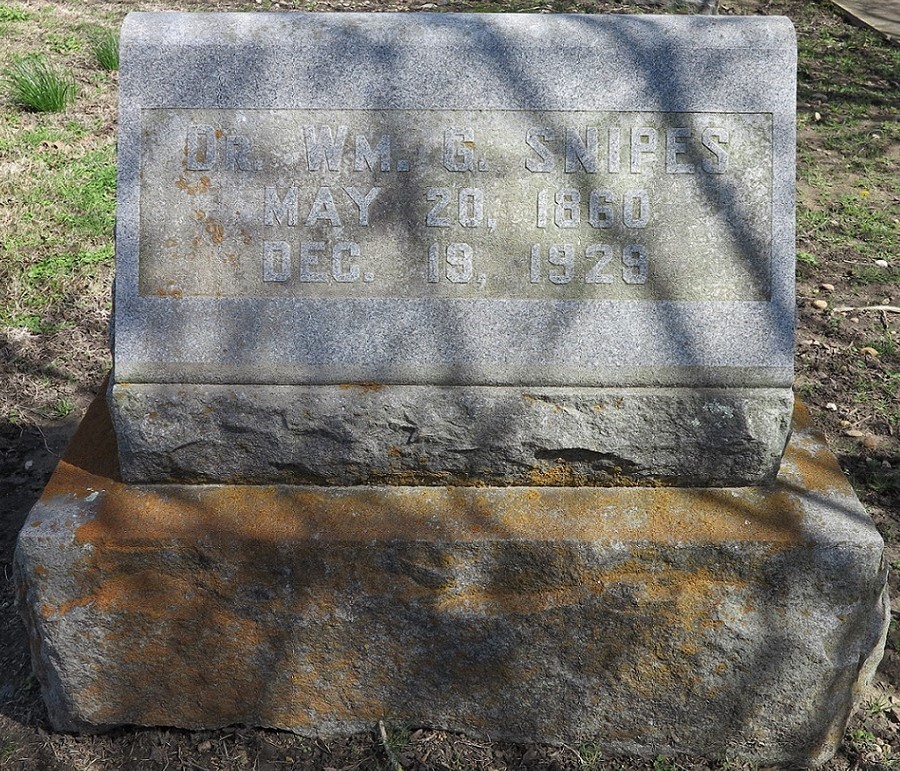 Dr. Wm. G. Snipes
May 20, 1860
Dec. 19, 1929